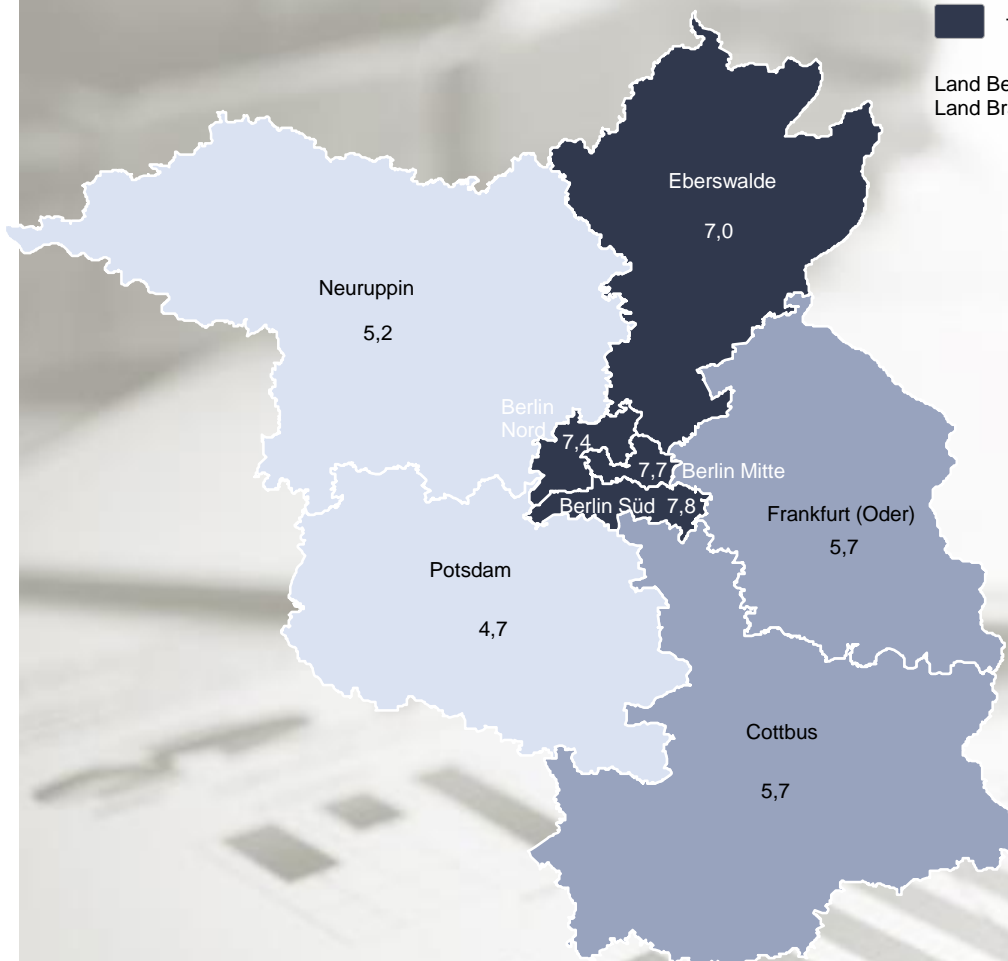 Land Be
Land Br
Eberswalde
7,0
Neuruppin
5,2
Berlin
Nord
7,4
7,7 Berlin Mitte
Berlin Süd 7,8
Frankfurt (Oder)
5,7
Potsdam
4,7
Cottbus
5,7